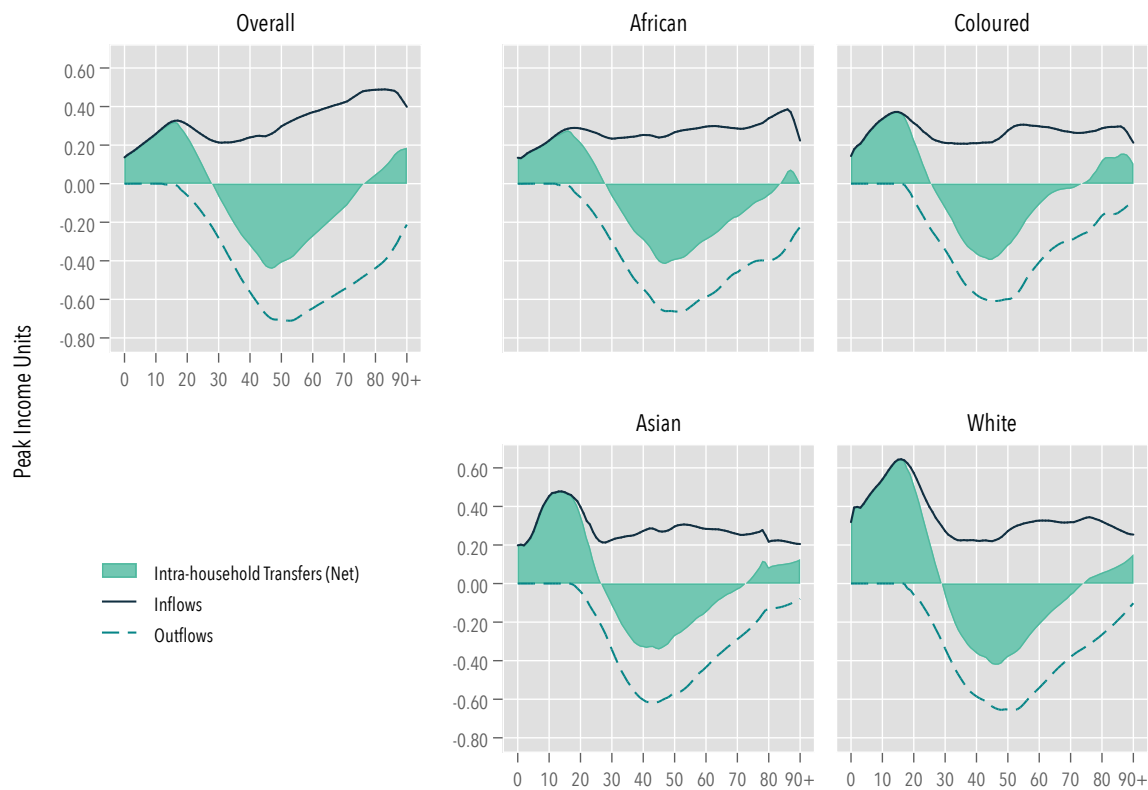 Overall
African
Coloured
0.60
0.40
0.20
0.00
-0.20
-0.40
-0.60
-0.80
0 10 20 30 40 50 60 70 80 90+
Peak Income Units
Asian
White
0.60
0.40
0.20
0.00
-0.20
-0.40
-0.60
-0.80
0 10 20 30 40 50 60 70 80 90+
0 10 20 30 40 50 60 70 80 90+
Intra-household Transfers (Net)
Inflows
Outflows